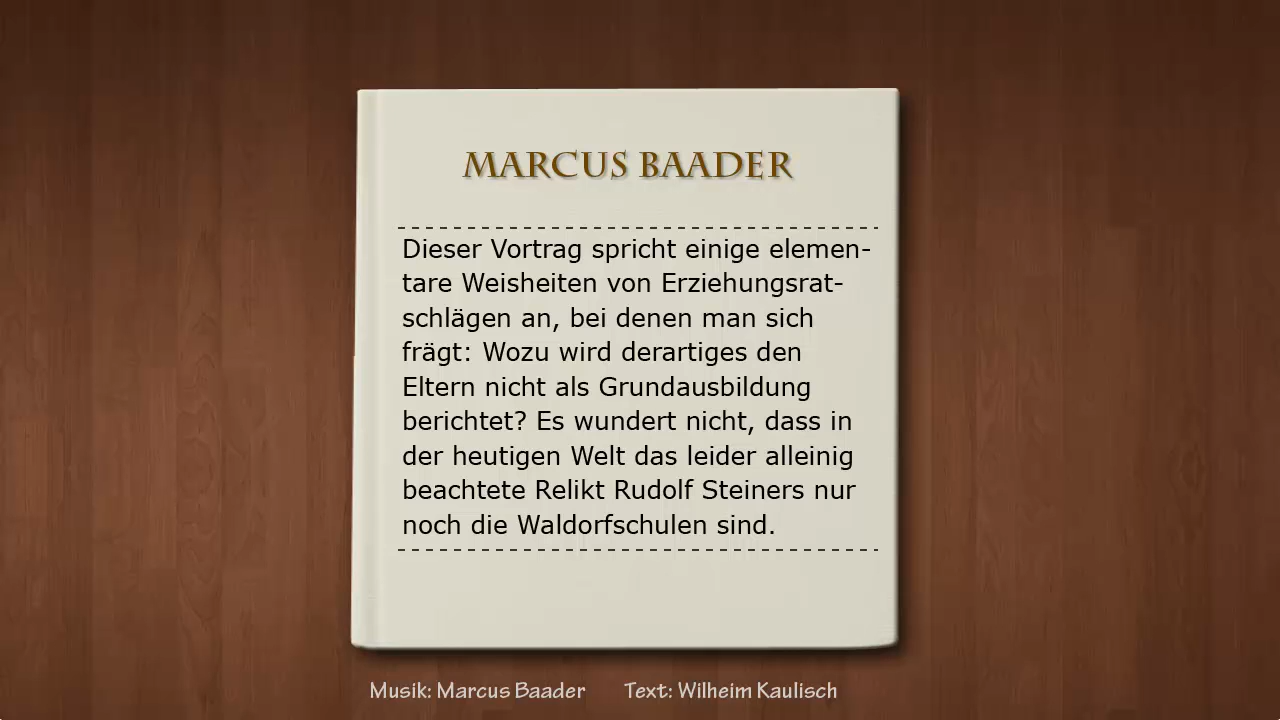 MARCUS BAADER
Dieser Vortrag spricht einige elemen-
tare Weisheiten von Erziehungsrat-
schlägen an, bei denen man sich
frägt: Wozu wird derartiges den
Eltern nicht als Grundausbildung
berichtet? Es wundert nicht, dass in
der heutigen Welt das leider alleinig
beachtete Relikt Rudolf Steiners nur
noch die Waldorfschulen sind.
Musik: Marcus Baader Text: Wilheim Kaulisch